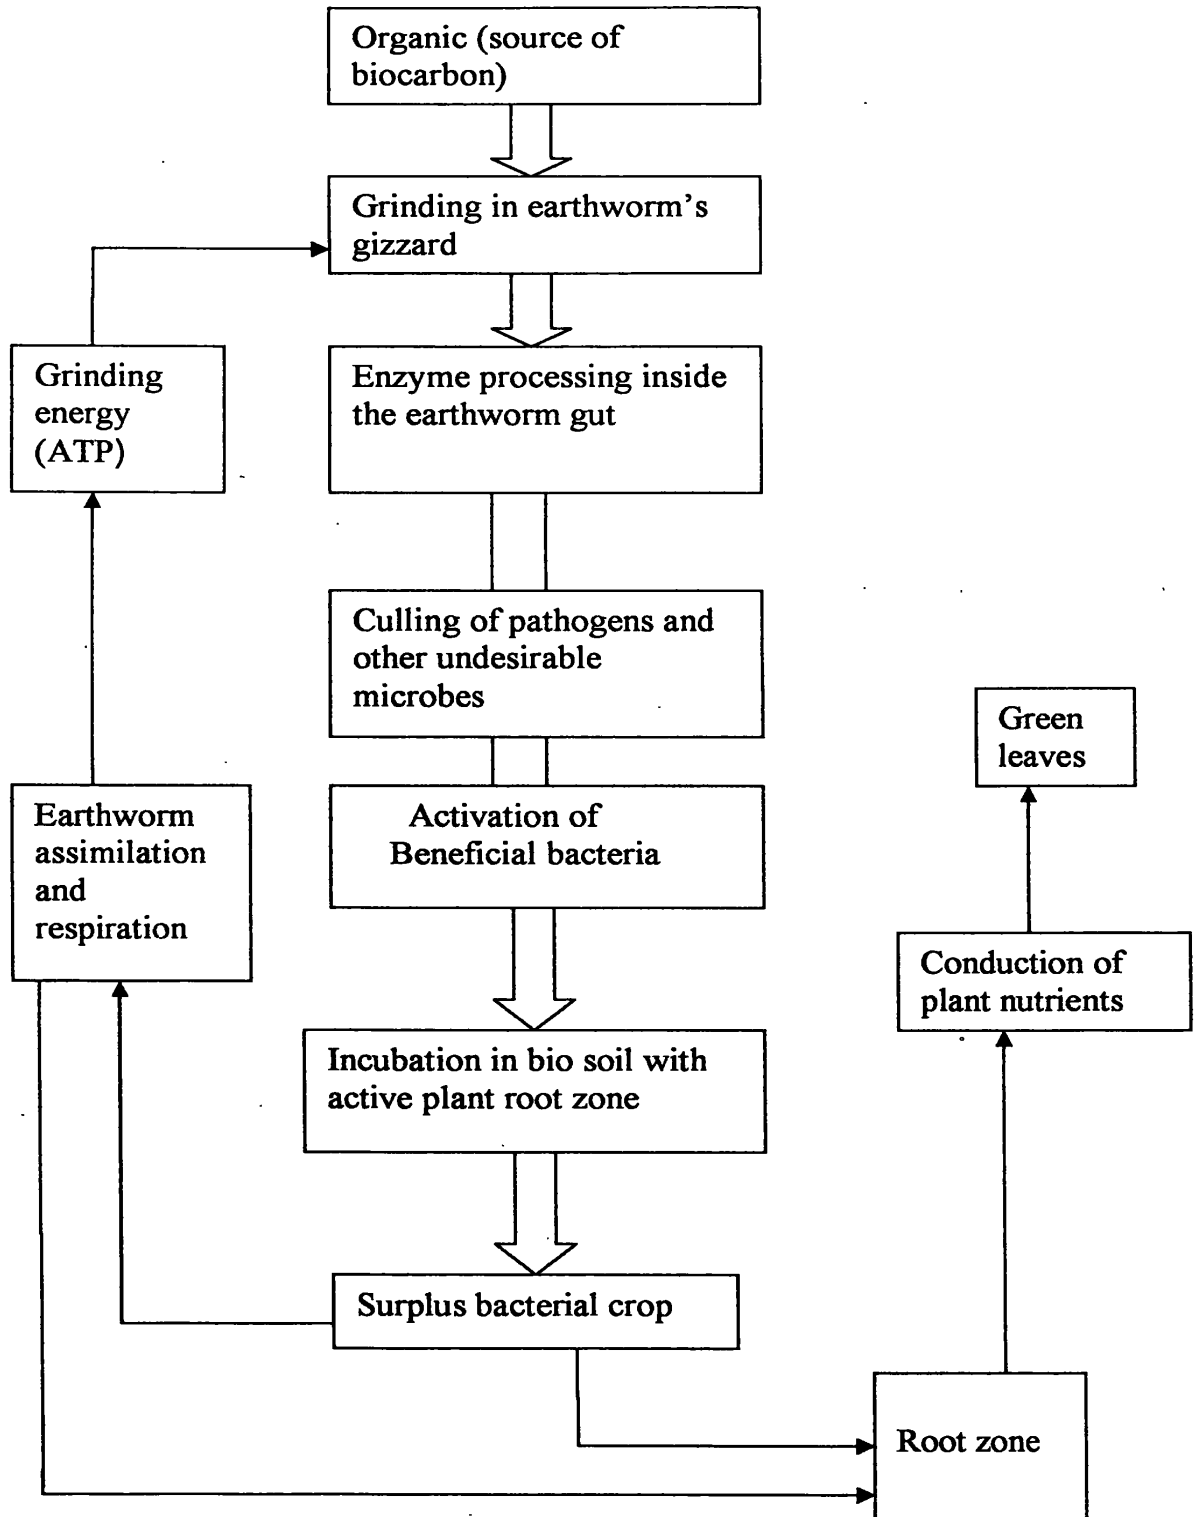 Organic (source of
biocarbon)
Grinding in earthworm's
gizzard
Grinding
energy
(ATP)
Enzyme processing inside
the earthworm gut
Culling of pathogens and
other undesirable
microbes
Green
leaves
Earthworm
assimilation
and
respiration
Activation of
Beneficial bacteria
Conduction of
plant nutrients
Incubation in bio soil with
active plant root zone
Surplus bacterial crop
Root zone